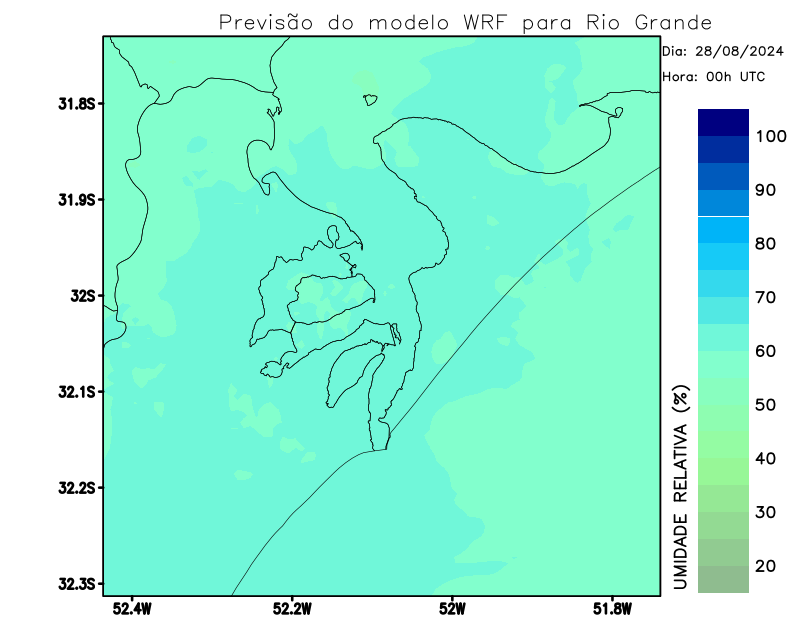 Previsão do modelo WRF para Rio Grande
Dia: 28/08/2024
Hora: 00h UTC
31.8S
31.9S
32S
32.1S
32.2S
32.3S
52.4W
52.2W
52W
51.8W
UMIDADE RELATIVA (%)
100
90
80
70
60
50
40
30
20